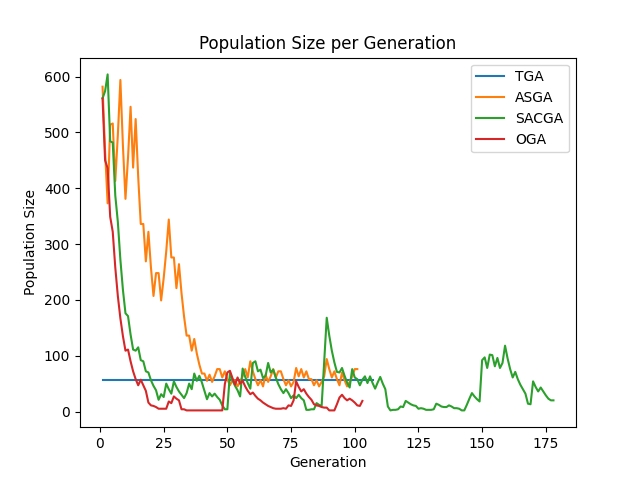 Population Size per Generation
TGA
ASGA
SACGA
OGA
Population Size
600
500
400
300
200
100
0
0 25 50 75 100 125 150 175
Generation